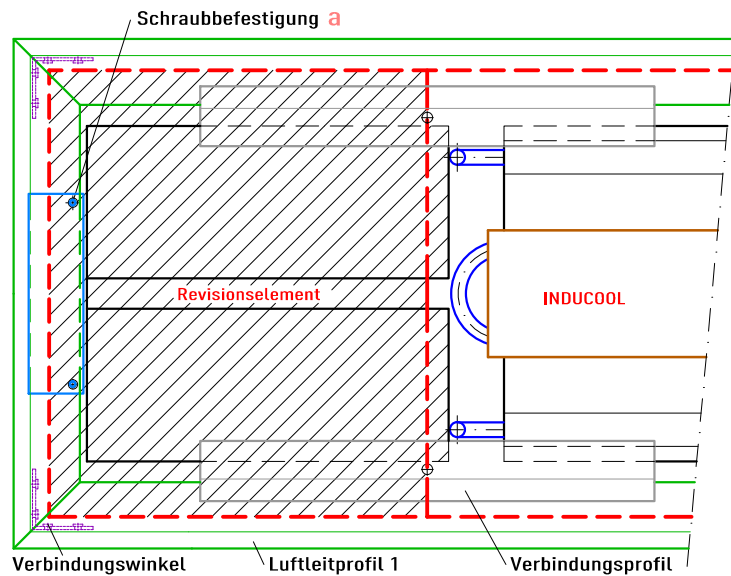 Schraubbefestigung a
Revisionselement
INDUCOOL
Verbindungswinkel
Luftleitprofil 1
Verbindungsprofil